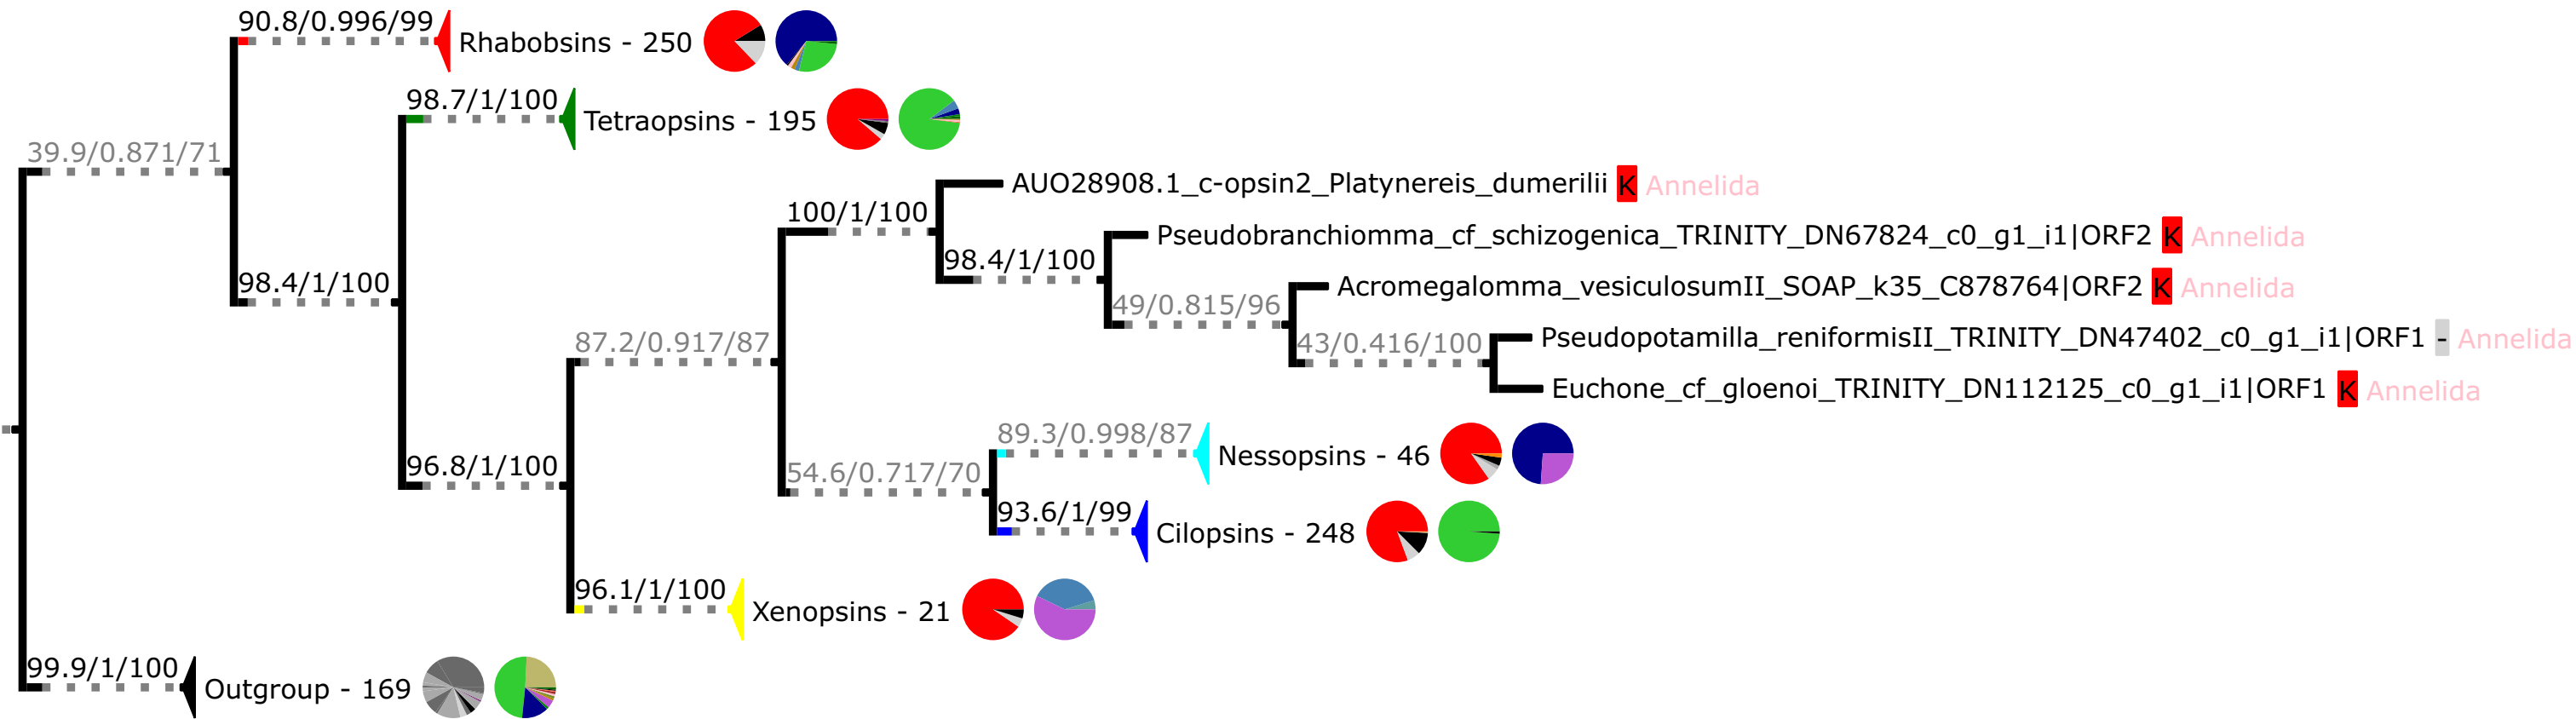 90.8/0.996/99
Rhabobsins - 250
98.7/1/100
Tetraopsins - 195
39.9/0.871/71
AUO28908.1_c-opsin2_Platynereis_dumerilii K Annelida
100/1/100
Pseudobranchiomma_cf_schizogenica_TRINITY_DN67824_c0_g1_i1|ORF2 K Annelida
98.4/1/100
98.4/1/100
Acromegalomma_vesiculosumII_SOAP_k35_C878764|ORF2 K Annelida
49/0.815/96
87.2/0.917/87
43/0.416/100
Pseudopotamilla_reniformisII_TRINITY_DN47402_c0_g1_i1|ORF1 - Annelida
Euchone_cf_gloenoi_TRINITY_DN112125_c0_g1_i1|ORF1 K Annelida
89.3/0.998/87
Nessopsins - 46
96.8/1/100
54.6/0.717/70
93.6/1/99
Cilopsins - 248
96.1/1/100
Xenopsins - 21
99.9/1/100
Outgroup - 169